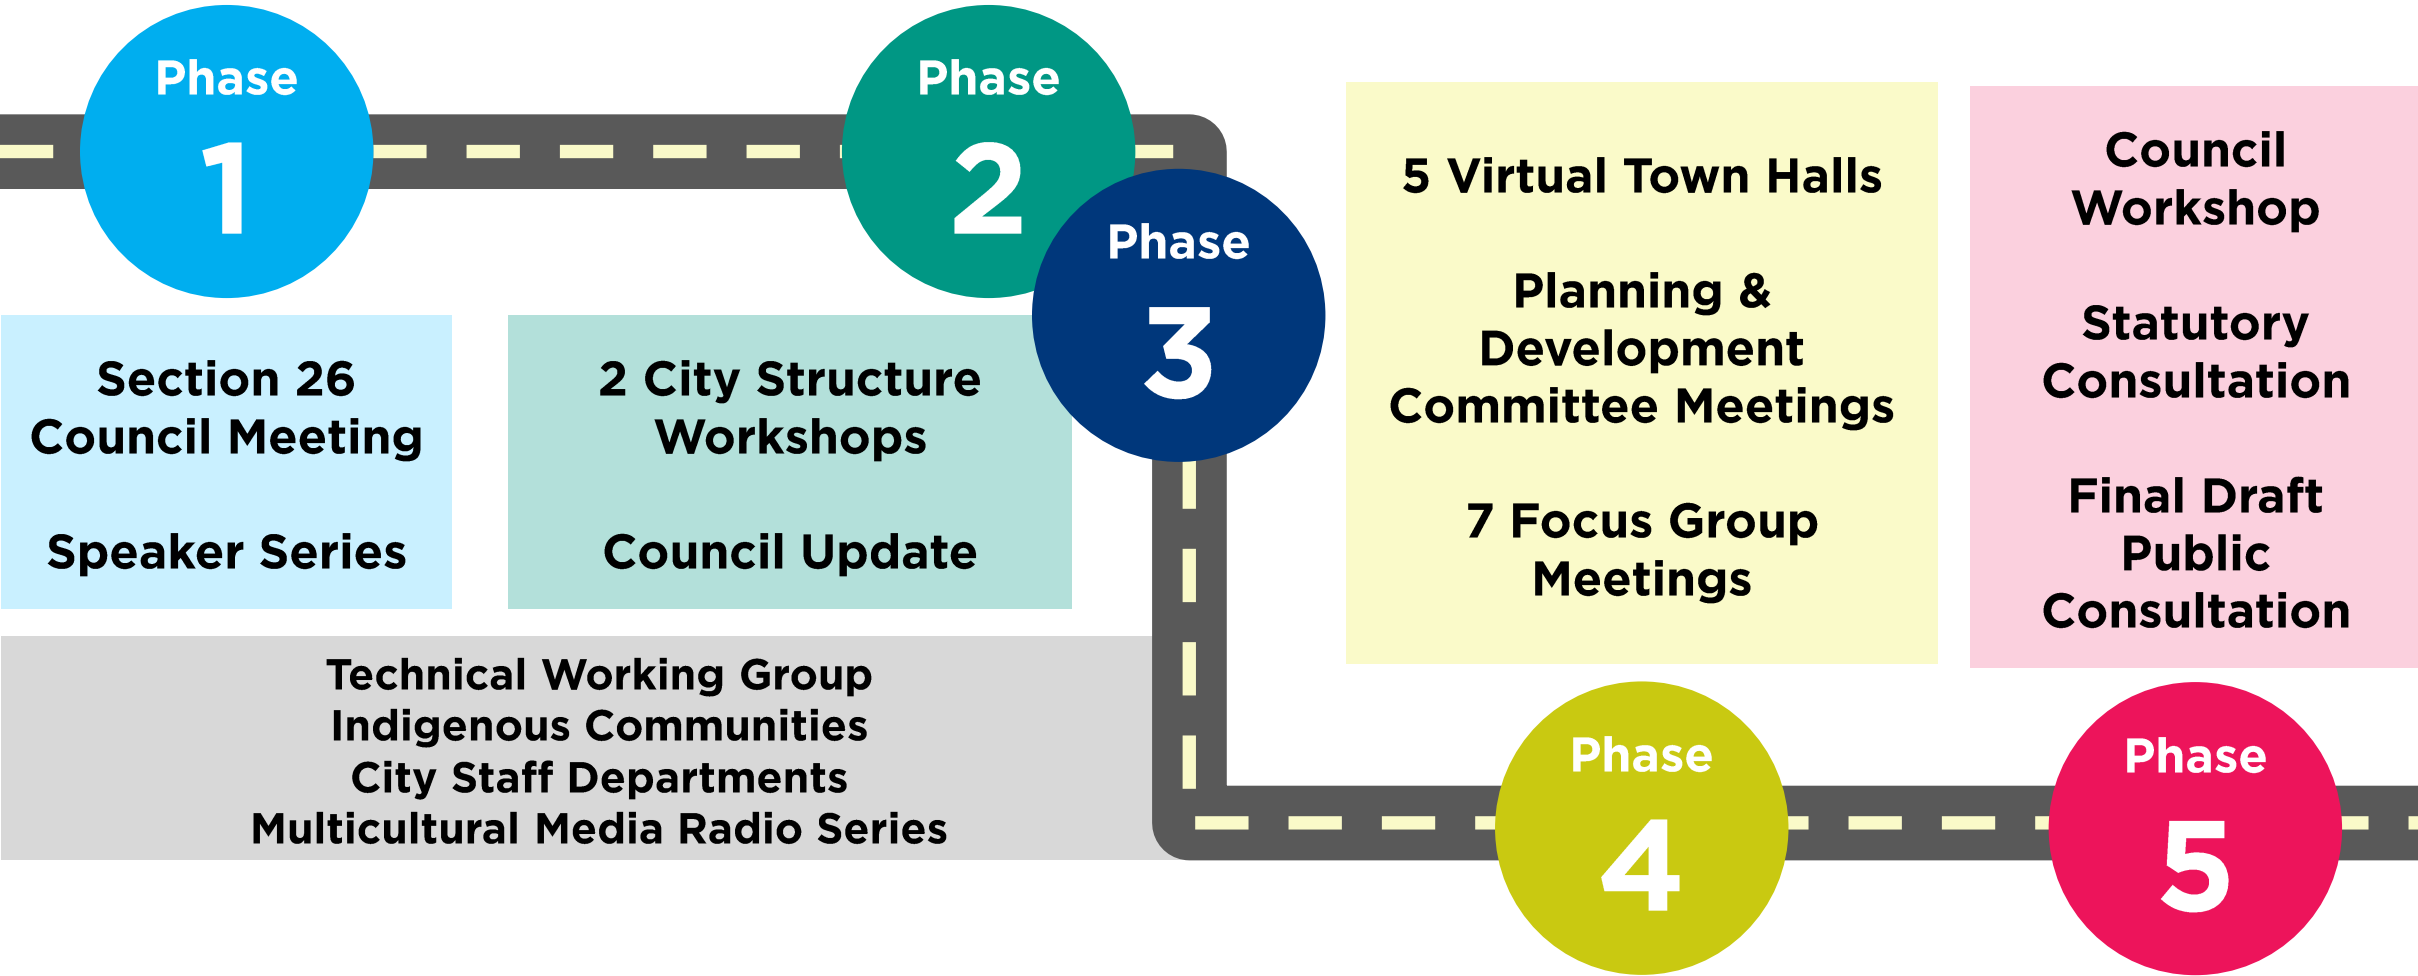 Phase
1
Section 26
Council Meeting
Speaker Series
Phase
2
2 City Structure
Workshops
Council Update
Phase
3
Technical Working Group
Indigenous Communities
City Staff Departments
Multicultural Media Radio Series
5 Virtual Town Halls
Planning &
Development
Committee Meetings
7 Focus Group
Meetings
Phase
4
Council
Workshop
Statutory
Consultation
Final Draft
Public
Consultation
Phase
5